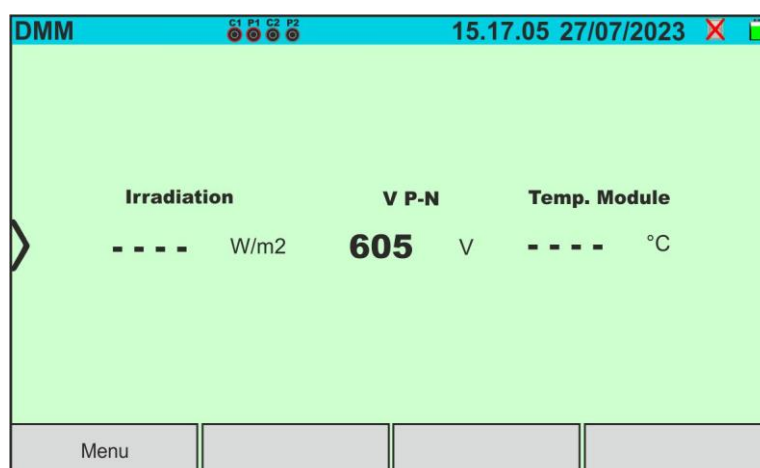 DMM C1 P1 C2 P2 15.17.05 27/07/2023
Irradiation V P-N Temp. Module
- - - - W/m2 605 V - - - - °C
Menu